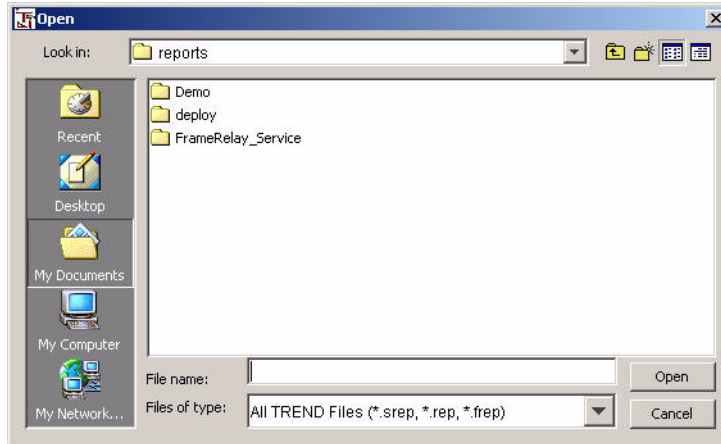 Open
Look in:
reports
Demo
deploy
FrameRelay_Service
Recent
Desktop
My Documents
My Computer
My Network...
File name:
Open
Files of type:
All TREND Files (*.srep, *.rep, *.frep)
Cancel